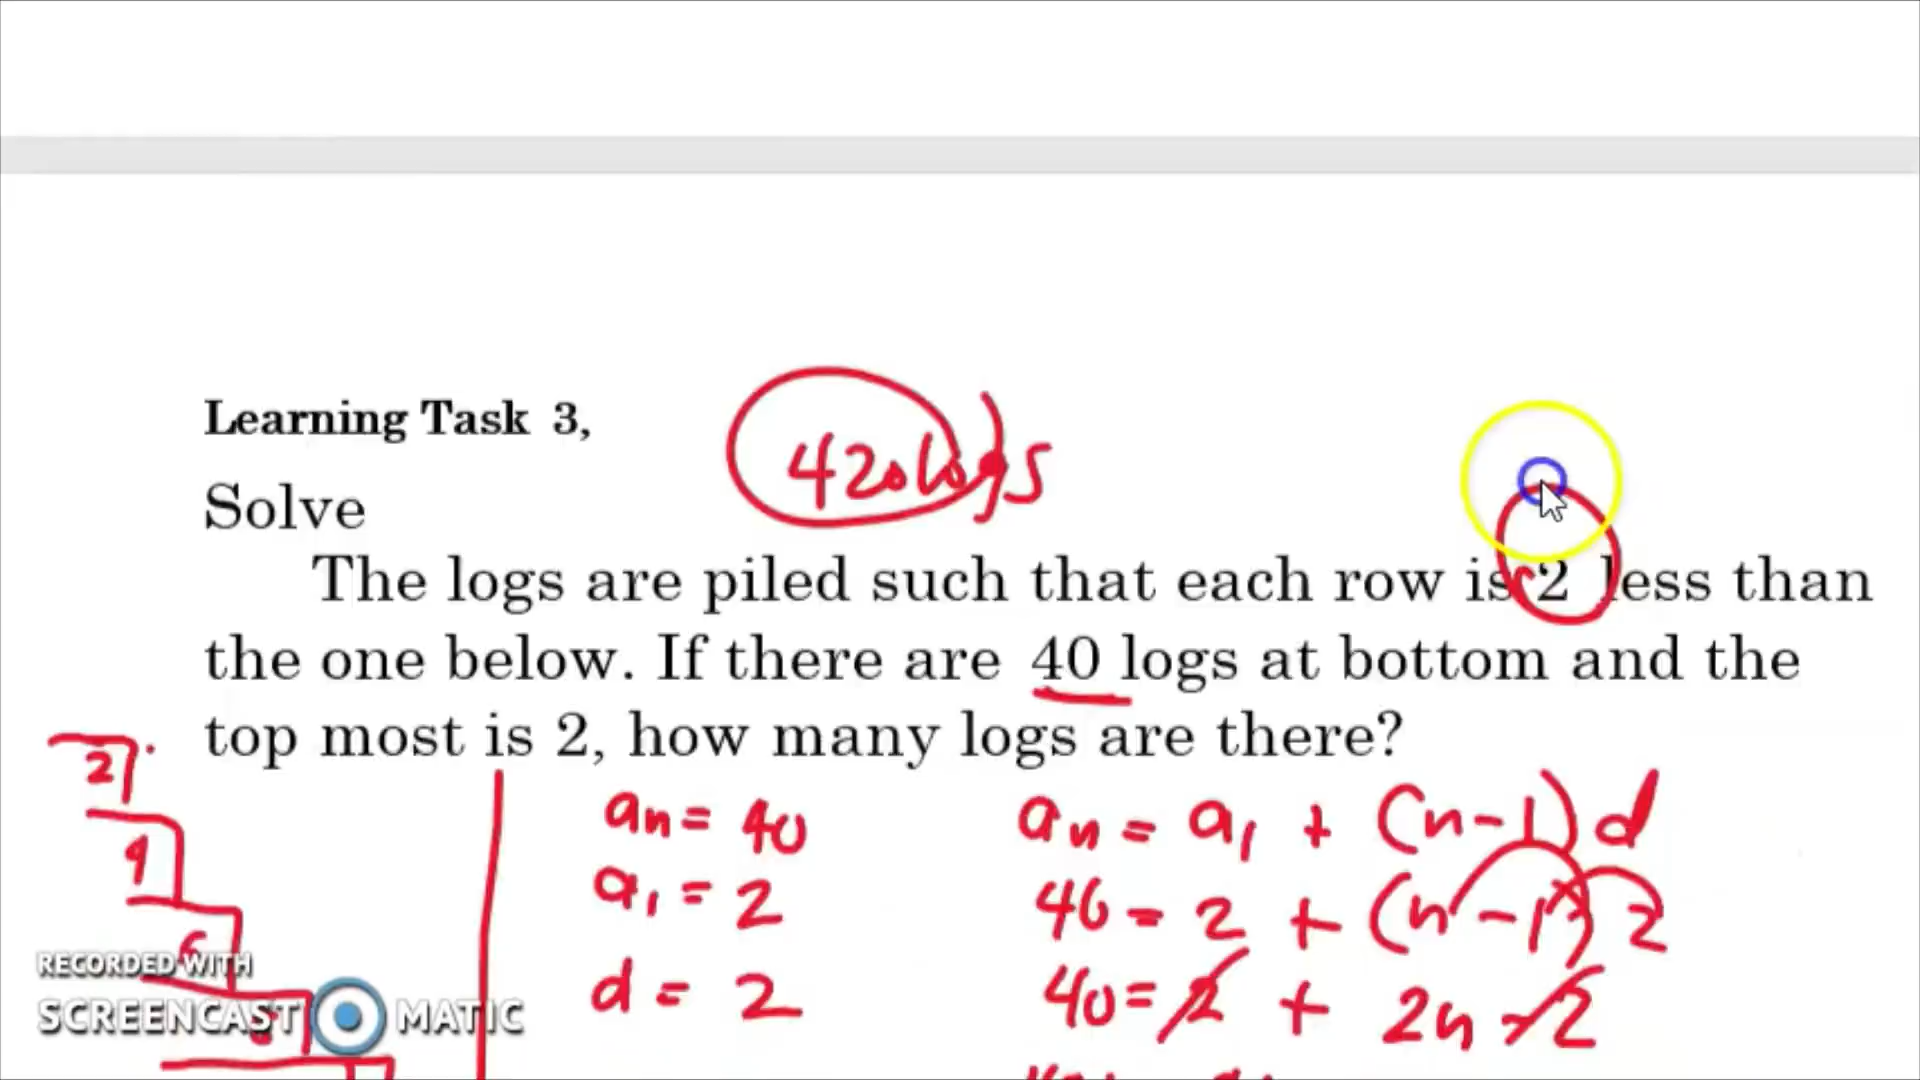 Learning Task 3,
420 logs
Solve
The logs are piled such that each row is 2 less than
the one below. If there are 40 logs at bottom and the
top most is 2, how many logs are there?
2
4
6
an = 40
a1 = 2
d = 2
an = a1 + (n-1) d
40 = 2 + (n-1) 2
40 = 2 + 2n - 2
RECORDED WITH
SCREENCAST MATIC